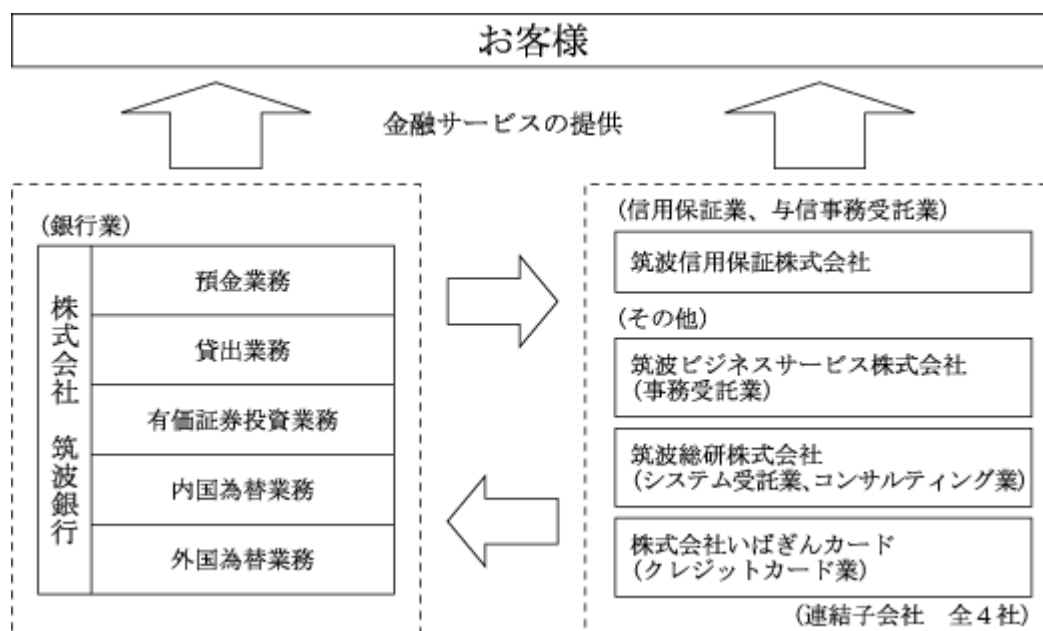 お客様
金融サービスの提供
(銀行業)
株式会社 筑波銀行
預金業務
貸出業務
有価証券投資業務
内国為替業務
外国為替業務
(信用保証業、与信事務受託業)
筑波信用保証株式会社
(その他)
筑波ビジネスサービス株式会社
(事務受託業)
筑波総研株式会社
(システム受託業、コンサルティング業)
株式会社いばぎんカード
(クレジットカード業)
(連結子会社 全4社)